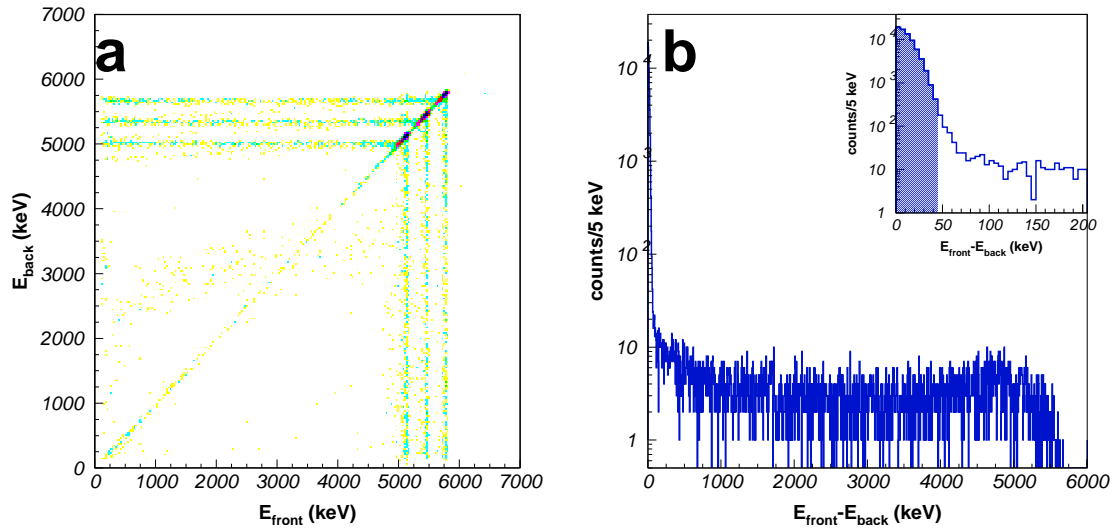 a
7000
6000
5000
4000
3000
2000
1000
0
E_back (keV)
0 1000 2000 3000 4000 5000 6000 7000
E_front (keV)
b
counts/5 keV
10^4
10^3
10^2
10
1
0 1000 2000 3000 4000 5000 6000
E_front-E_back (keV)
counts/5 keV
10^4
10^3
10^2
10
1
0 50 100 150 200
E_front-E_back (keV)